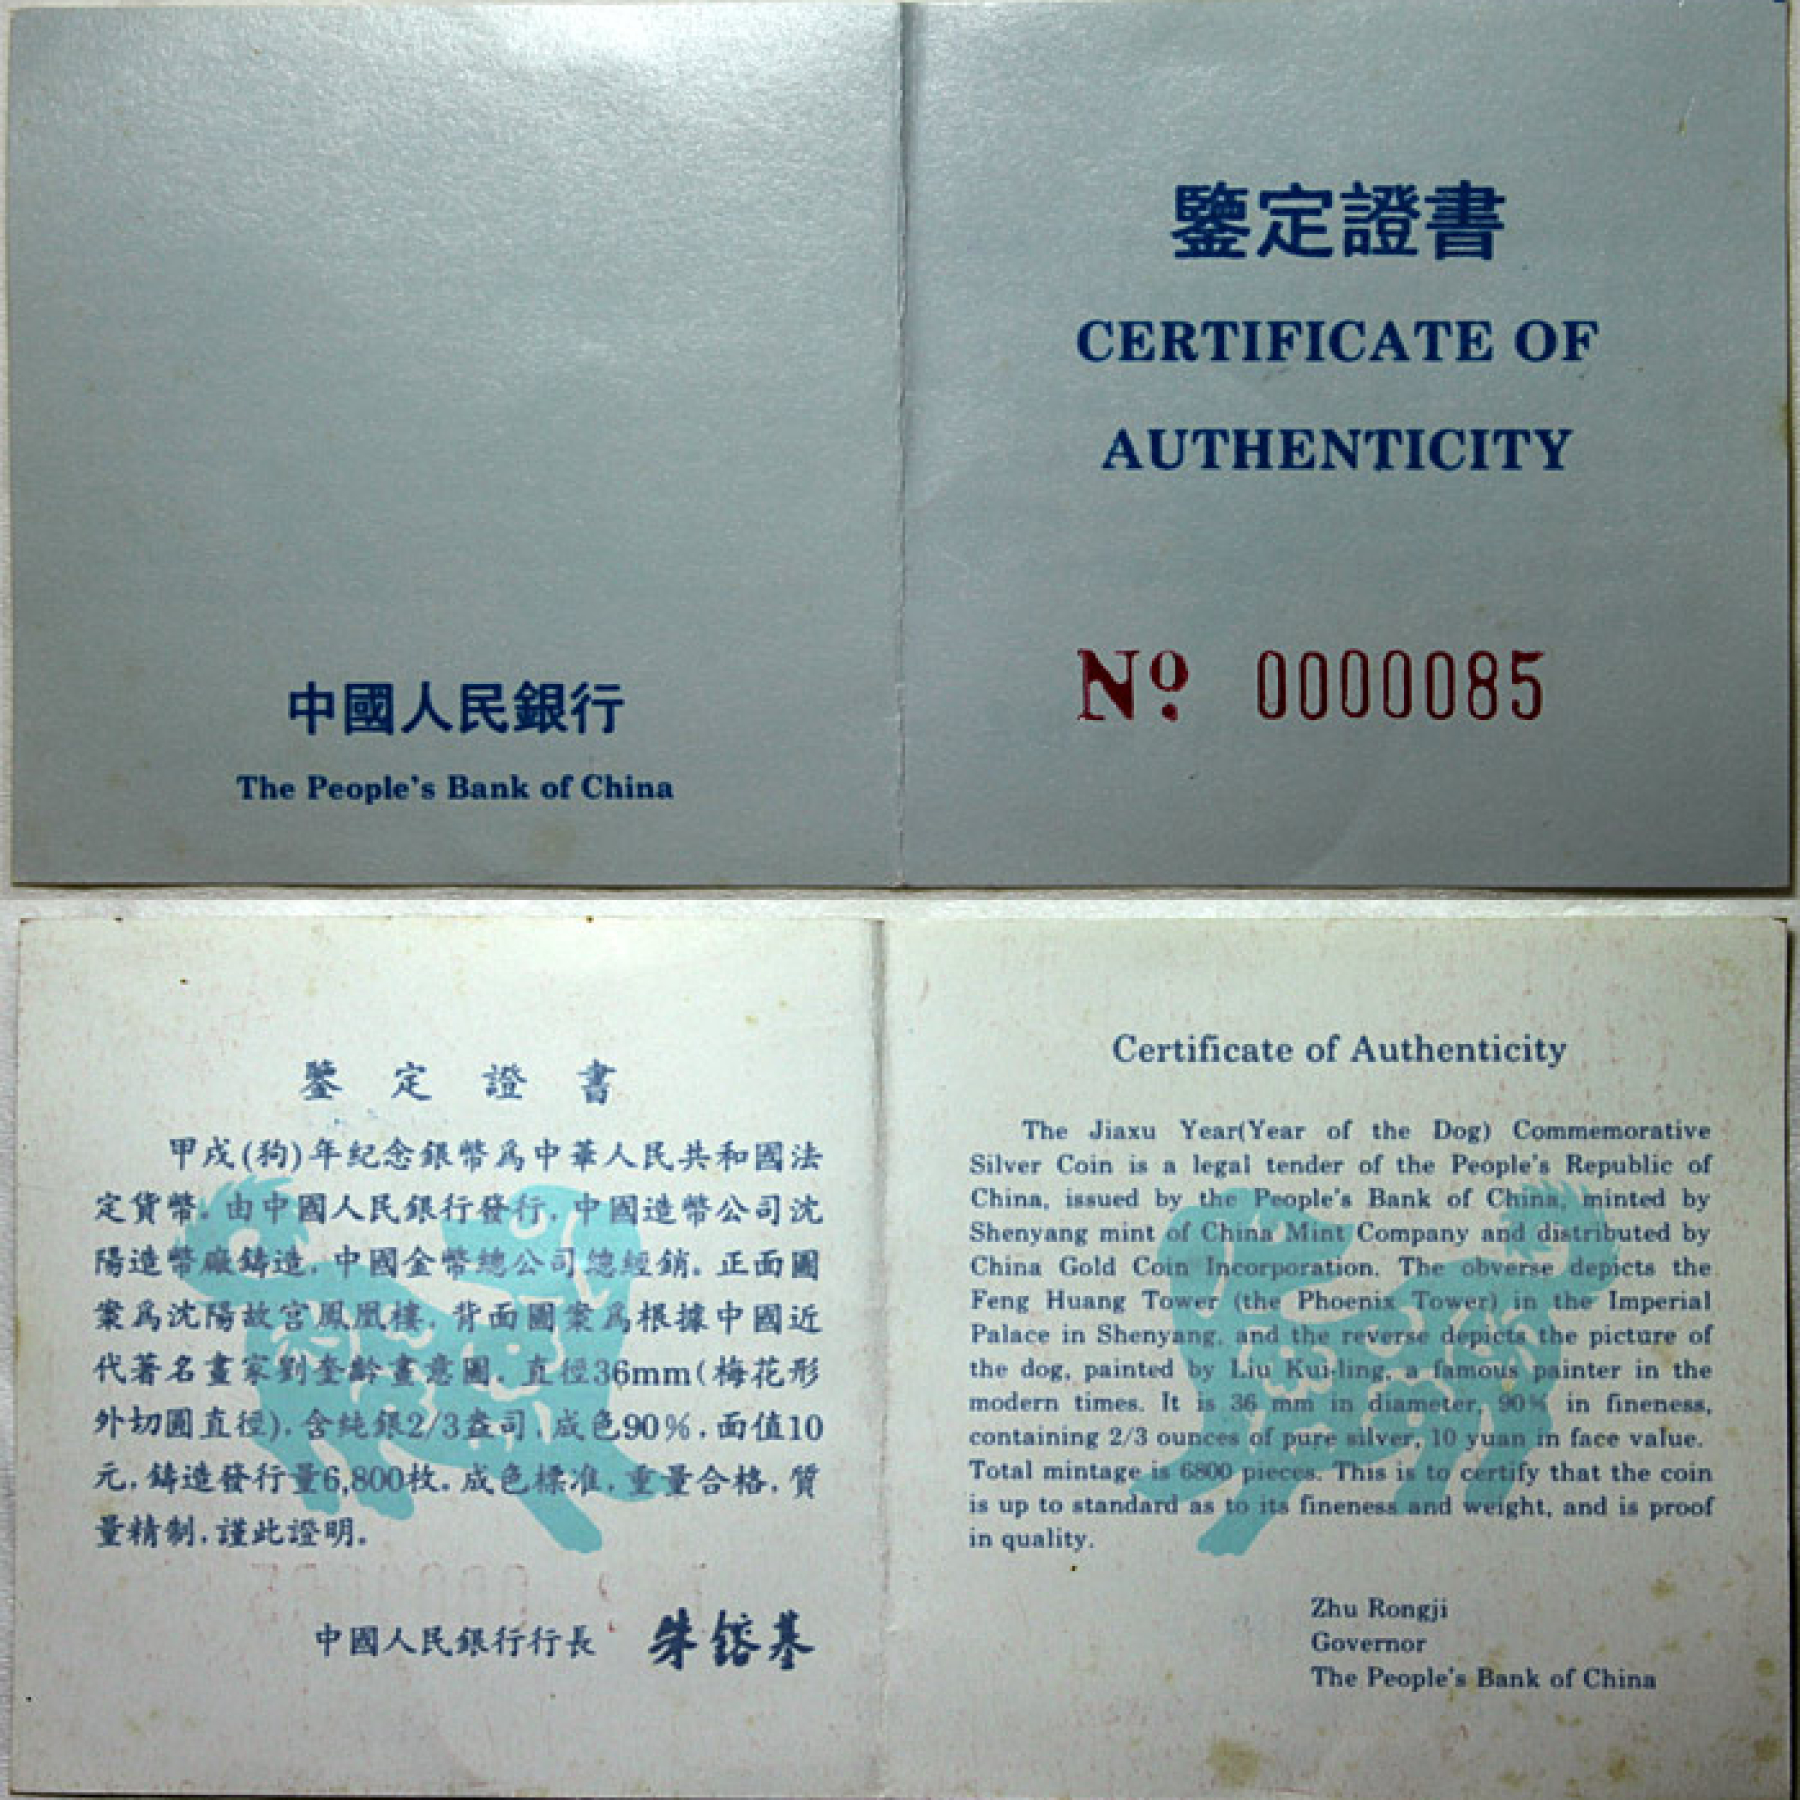 中國人民銀行
The People's Bank of China
鑒定證書
CERTIFICATE OF
AUTHENTICITY
Nº 0000085
鑒 定 證 書
甲戌(狗)年紀念銀幣爲中華人民共和國法
定貨幣。由中國人民銀行發行,中國造幣公司沈
陽造幣廠鑄造,中國金幣總公司總經銷。正面圖
案爲沈陽故宮鳳凰樓,背面圖案爲根據中國近
代著名畫家劉奎齡畫意圖。直徑36mm(梅花形
外切圓直徑),含純銀2/3盎司,成色90%,面值10
元,鑄造發行量6,800枚。成色標准,重量合格,質
量精制,謹此證明。
中國人民銀行行長 朱鎔基
Certificate of Authenticity
The Jiaxu Year(Year of the Dog) Commemorative
Silver Coin is a legal tender of the People's Republic of
China, issued by the People's Bank of China, minted by
Shenyang mint of China Mint Company and distributed by
China Gold Coin Incorporation. The obverse depicts the
Feng Huang Tower (the Phoenix Tower) in the Imperial
Palace in Shenyang, and the reverse depicts the picture of
the dog, painted by Liu Kui-ling, a famous painter in the
modern times. It is 36 mm in diameter, 90% in fineness,
containing 2/3 ounces of pure silver, 10 yuan in face value.
Total mintage is 6800 pieces. This is to certify that the coin
is up to standard as to its fineness and weight, and is proof
in quality.
Zhu Rongji
Governor
The People's Bank of China